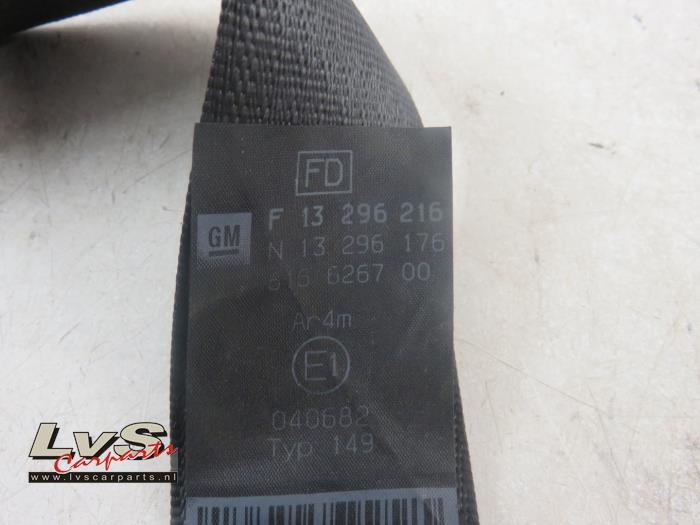 FD
GM
F 13 296 216
N 13 296 176
616 6267 00
Ar4m
E1
040682
Typ 149
LvS
Carparts
www.lvscarparts.nl